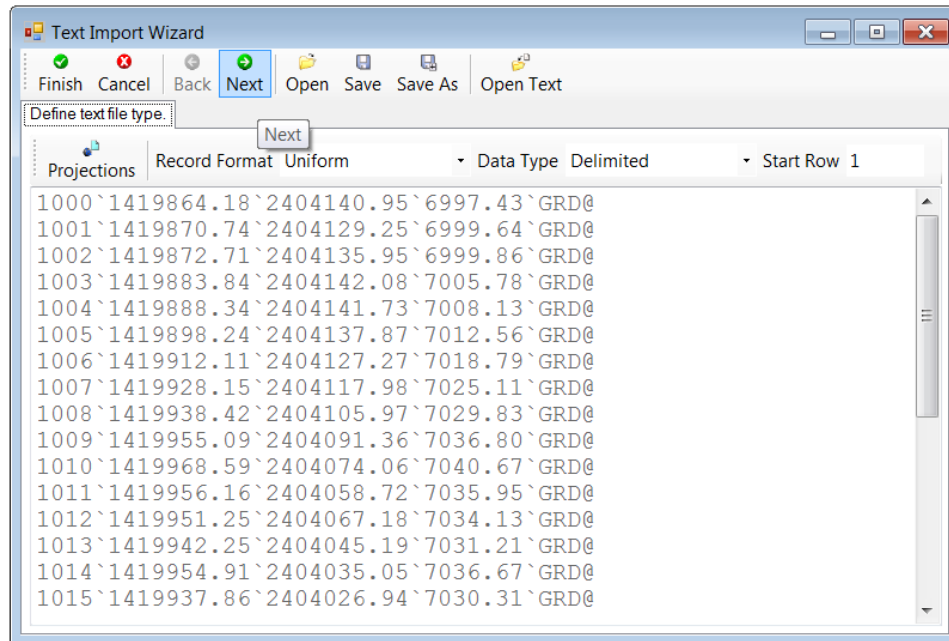 Text Import Wizard
Finish Cancel Back Next Open Save Save As Open Text
Define text file type.
Next
Projections Record Format Uniform Data Type Delimited Start Row 1
1000`1419864.18`2404140.95`6997.43`GRD@
1001`1419870.74`2404129.25`6999.64`GRD@
1002`1419872.71`2404135.95`6999.86`GRD@
1003`1419883.84`2404142.08`7005.78`GRD@
1004`1419888.34`2404141.73`7008.13`GRD@
1005`1419898.24`2404137.87`7012.56`GRD@
1006`1419912.11`2404127.27`7018.79`GRD@
1007`1419928.15`2404117.98`7025.11`GRD@
1008`1419938.42`2404105.97`7029.83`GRD@
1009`1419955.09`2404091.36`7036.80`GRD@
1010`1419968.59`2404074.06`7040.67`GRD@
1011`1419956.16`2404058.72`7035.95`GRD@
1012`1419951.25`2404067.18`7034.13`GRD@
1013`1419942.25`2404045.19`7031.21`GRD@
1014`1419954.91`2404035.05`7036.67`GRD@
1015`1419937.86`2404026.94`7030.31`GRD@